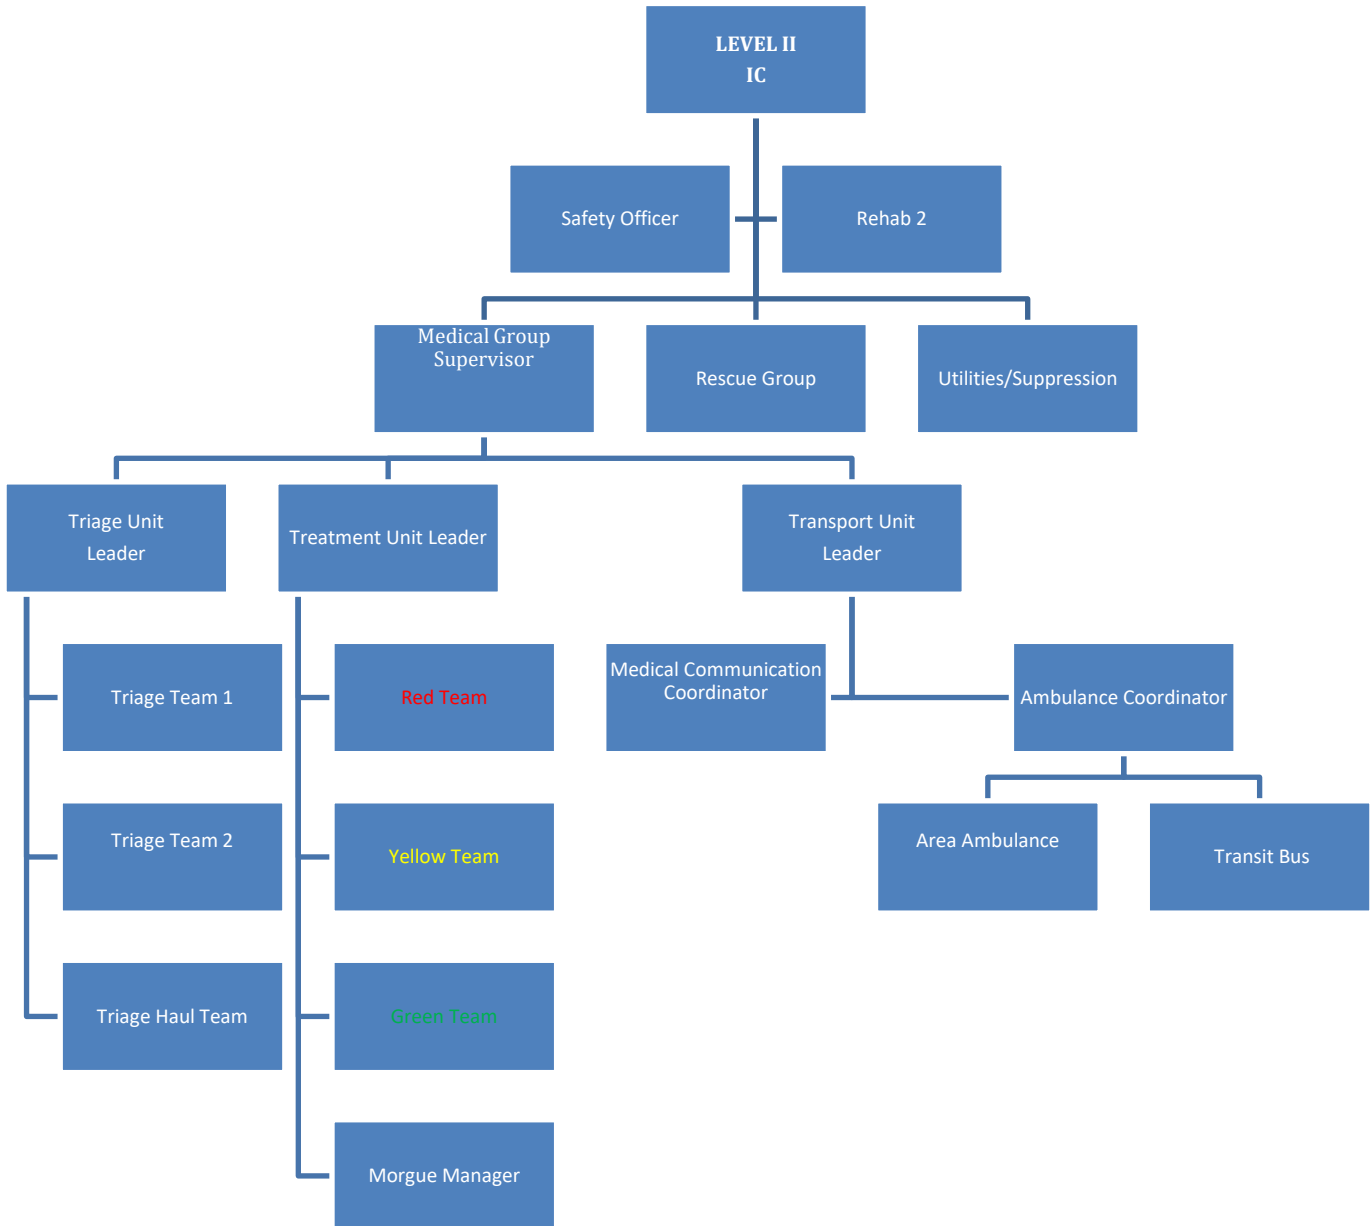 LEVEL II
IC
Safety Officer
Rehab 2
Medical Group
Supervisor
Rescue Group
Utilities/Suppression
Triage Unit
Leader
Treatment Unit Leader
Transport Unit
Leader
Triage Team 1
Red Team
Medical Communication
Coordinator
Ambulance Coordinator
Triage Team 2
Yellow Team
Area Ambulance
Transit Bus
Triage Haul Team
Green Team
Morgue Manager